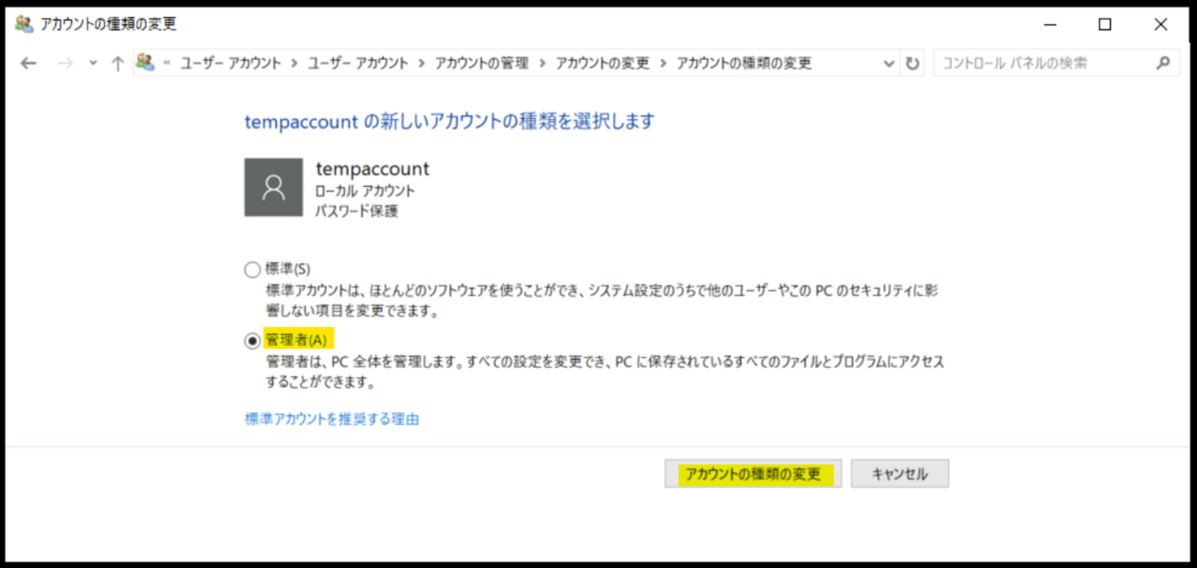 アカウントの種類の変更
« ユーザー アカウント > ユーザー アカウント > アカウントの管理 > アカウントの変更 > アカウントの種類の変更
コントロール パネルの検索
tempaccount の新しいアカウントの種類を選択します
tempaccount
ローカル アカウント
パスワード保護
標準(S)
標準アカウントは、ほとんどのソフトウェアを使うことができ、システム設定のうちで他のユーザーやこの PC のセキュリティに影
響しない項目を変更できます。
管理者(A)
管理者は、PC 全体を管理します。すべての設定を変更でき、PC に保存されているすべてのファイルとプログラムにアクセス
することができます。
標準アカウントを推奨する理由
アカウントの種類の変更
キャンセル